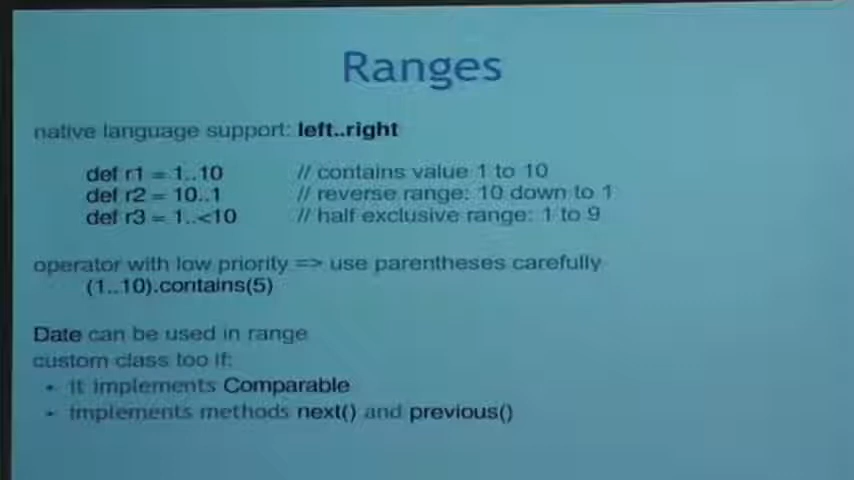 Ranges
native language support: left..right
def r1 = 1..10 // contains value 1 to 10
def r2 = 10..1 // reverse range: 10 down to 1
def r3 = 1..<10 // half exclusive range: 1 to 9
operator with low priority => use parentheses carefully
(1..10).contains(5)
Date can be used in range
custom class too if:
• it implements Comparable
• implements methods next() and previous()